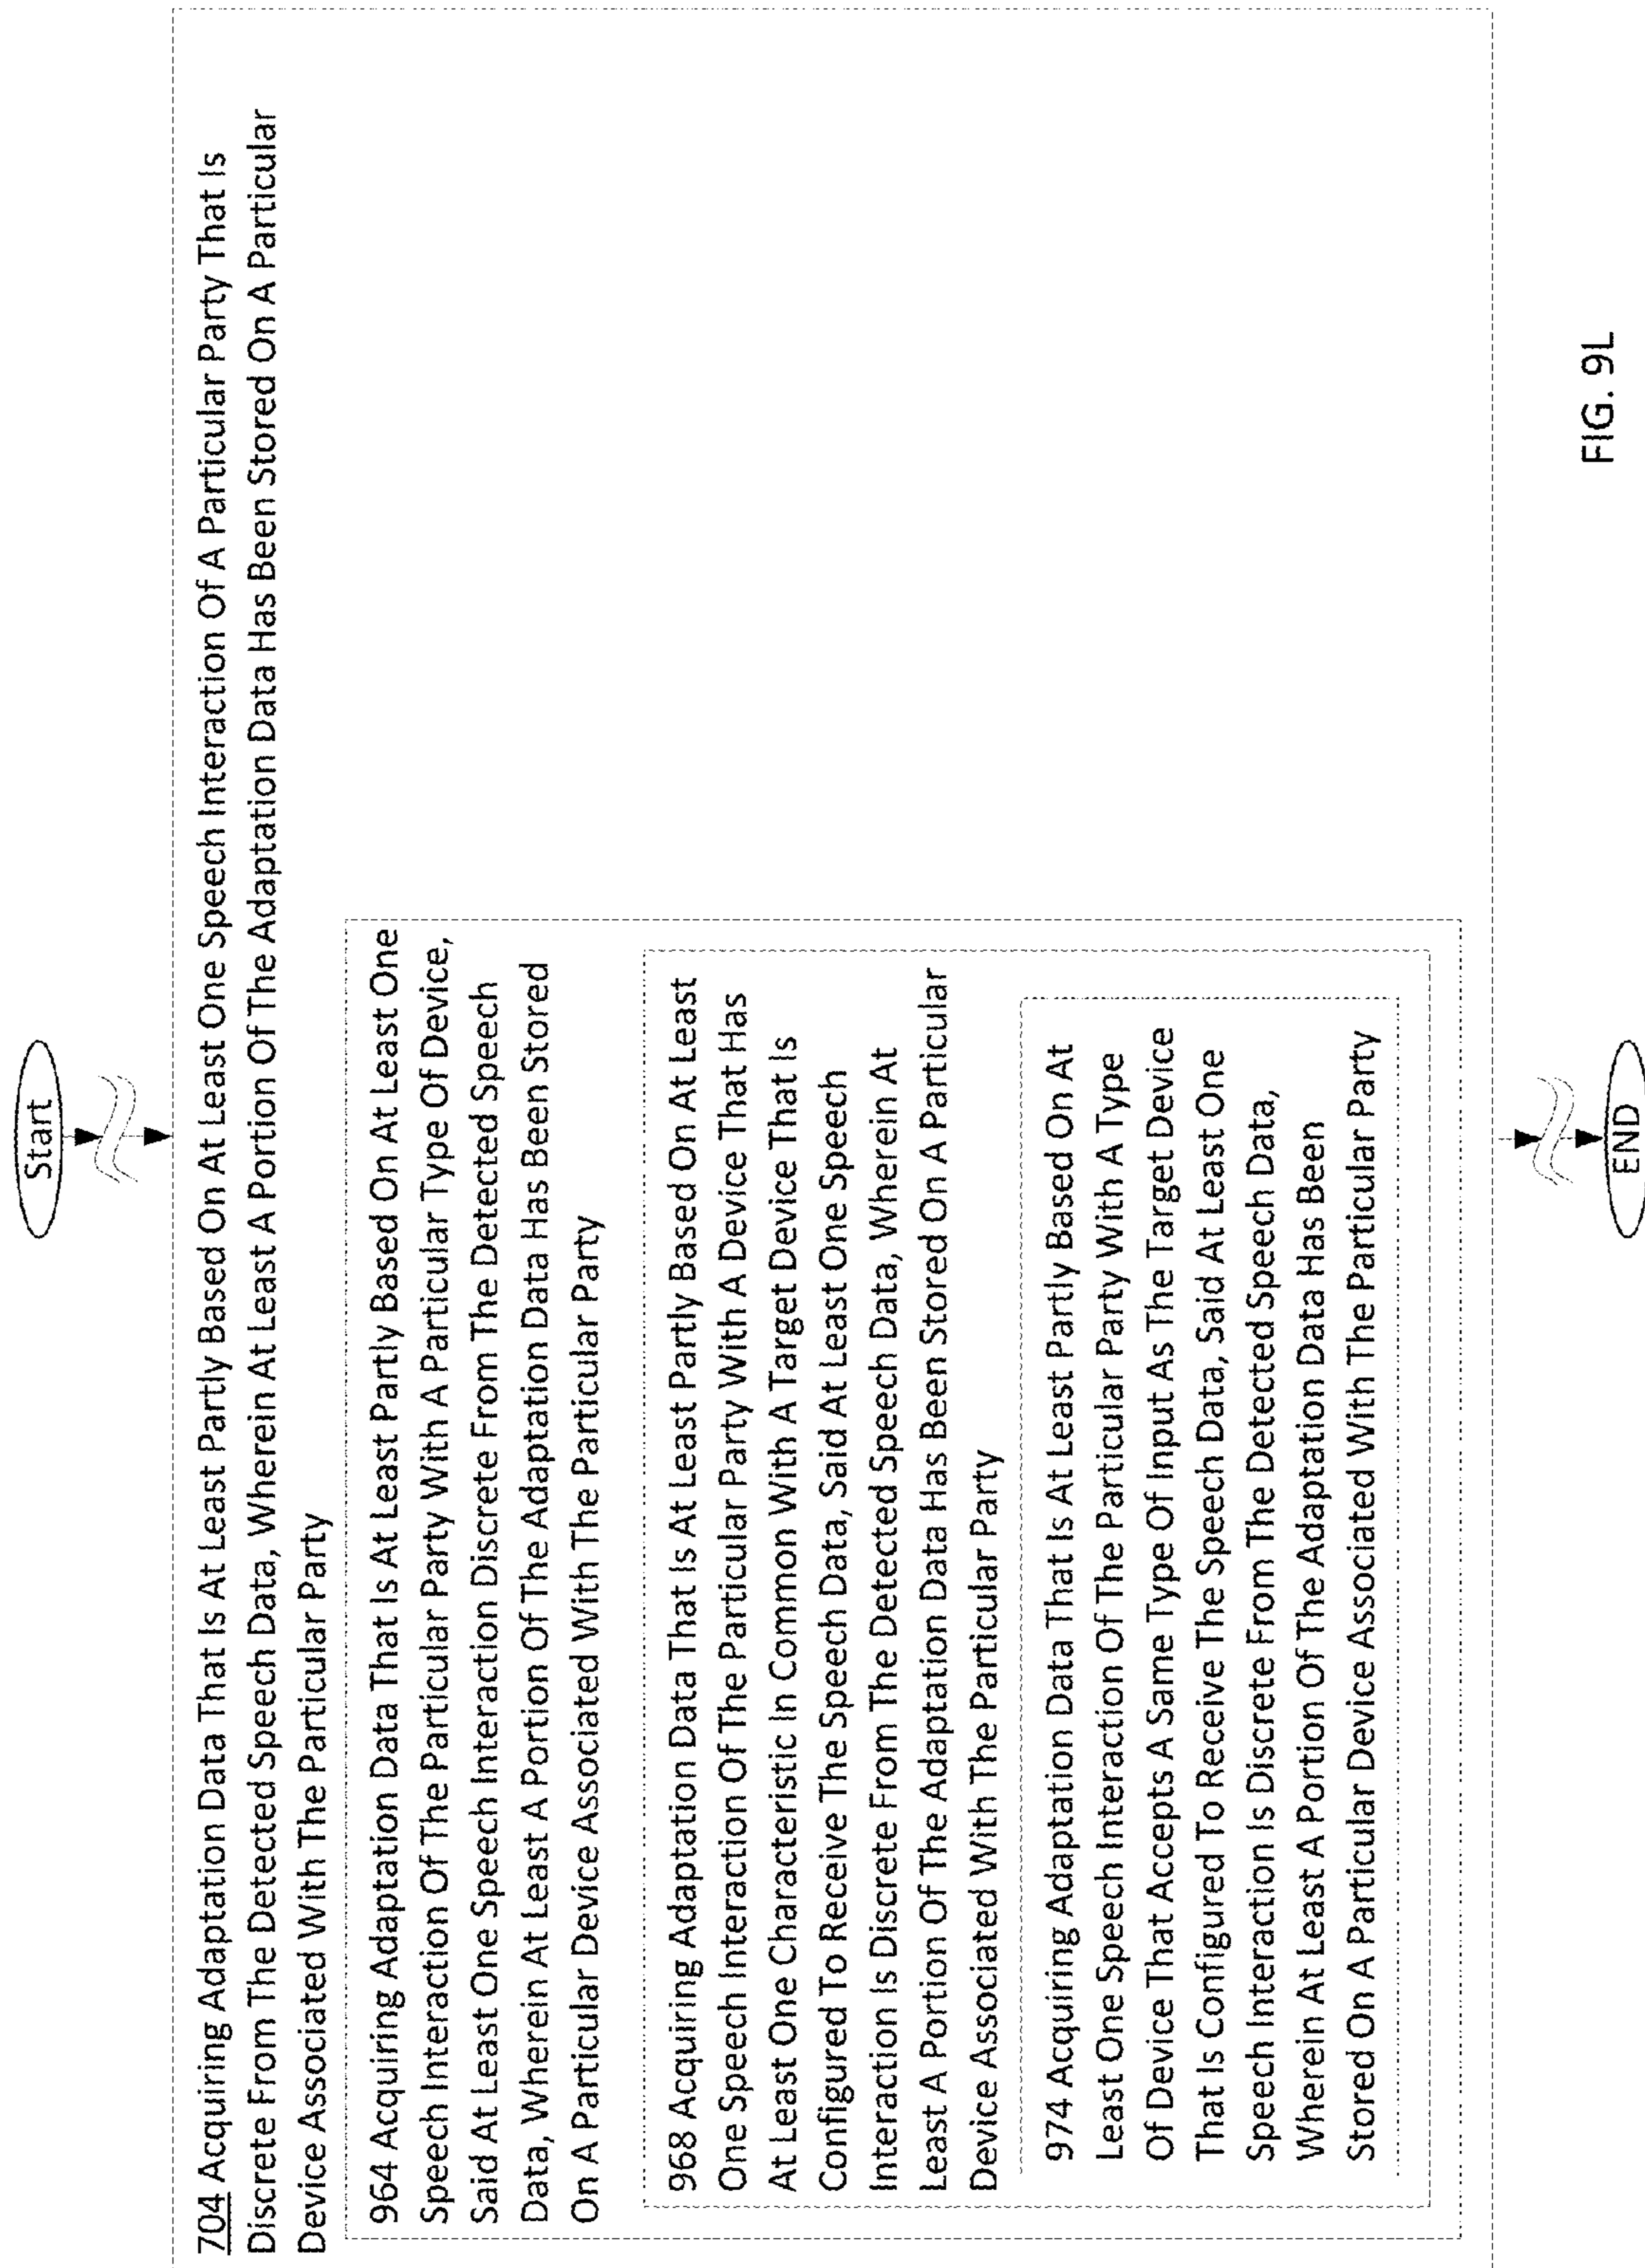 Start
704 Acquiring Adaptation Data That Is At Least Partly Based On At Least One Speech Interaction Of A Particular Party That Is
Discrete From The Detected Speech Data, Wherein At Least A Portion Of The Adaptation Data Has Been Stored On A Particular
Device Associated With The Particular Party
964 Acquiring Adaptation Data That Is At Least Partly Based On At Least One
Speech Interaction Of The Particular Party With A Particular Type Of Device,
Said At Least One Speech Interaction Discrete From The Detected Speech
Data, Wherein At Least A Portion Of The Adaptation Data Has Been Stored
On A Particular Device Associated With The Particular Party
968 Acquiring Adaptation Data That Is At Least Partly Based On At Least
One Speech Interaction Of The Particular Party With A Device That Has
At Least One Characteristic In Common With A Target Device That Is
Configured To Receive The Speech Data, Said At Least One Speech
Interaction Is Discrete From The Detected Speech Data, Wherein At
Least A Portion Of The Adaptation Data Has Been Stored On A Particular
Device Associated With The Particular Party
974 Acquiring Adaptation Data That Is At Least Partly Based On At
Least One Speech Interaction Of The Particular Party With A Type
Of Device That Accepts A Same Type Of Input As The Target Device
That Is Configured To Receive The Speech Data, Said At Least One
Speech Interaction Is Discrete From The Detected Speech Data,
Wherein At Least A Portion Of The Adaptation Data Has Been
Stored On A Particular Device Associated With The Particular Party
END
FIG. 9L